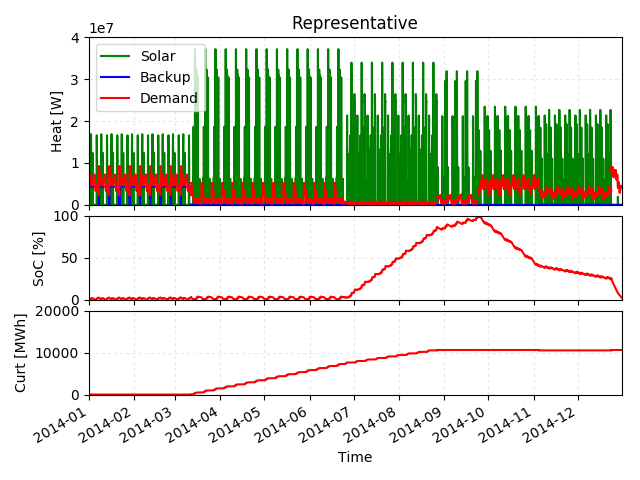 Representative
1e7
Heat [W]
4
3
2
1
0
Solar
Backup
Demand
SoC [%]
100
50
0
Curt [MWh]
20000
10000
0
2014-01
2014-02
2014-03
2014-04
2014-05
2014-06
2014-07
2014-08
2014-09
2014-10
2014-11
2014-12
Time